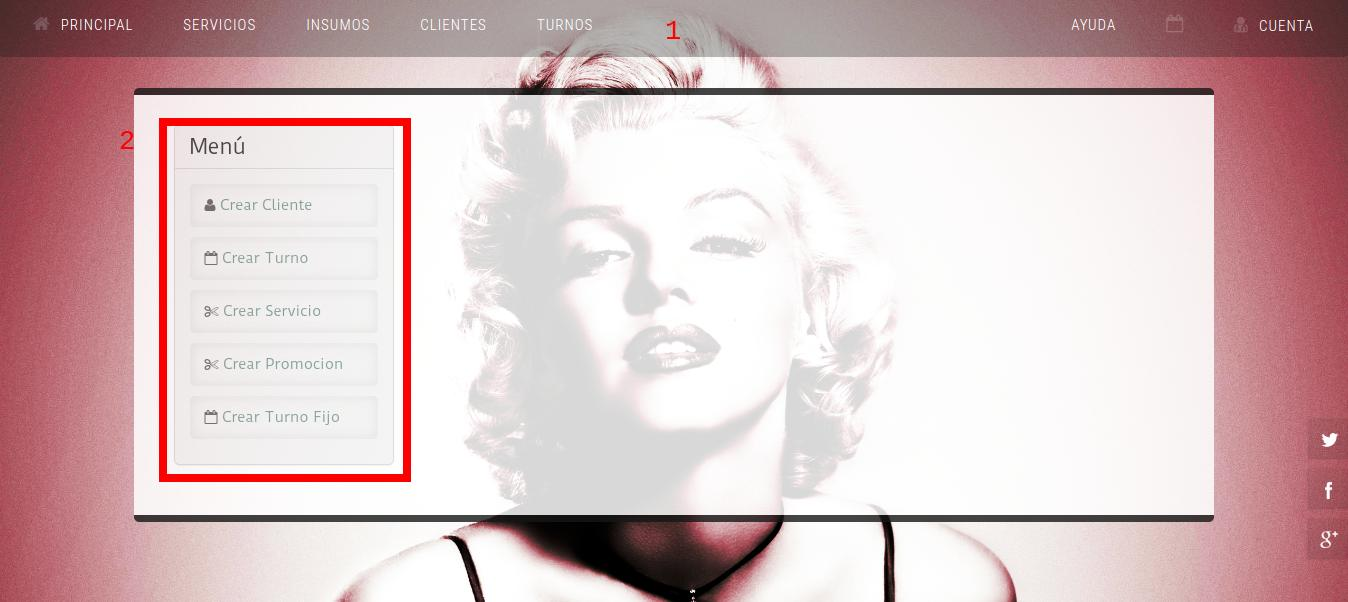 PRINCIPAL SERVICIOS INSUMOS CLIENTES TURNOS 1 AYUDA CUENTA
2
Menú
Crear Cliente
Crear Turno
Crear Servicio
Crear Promocion
Crear Turno Fijo